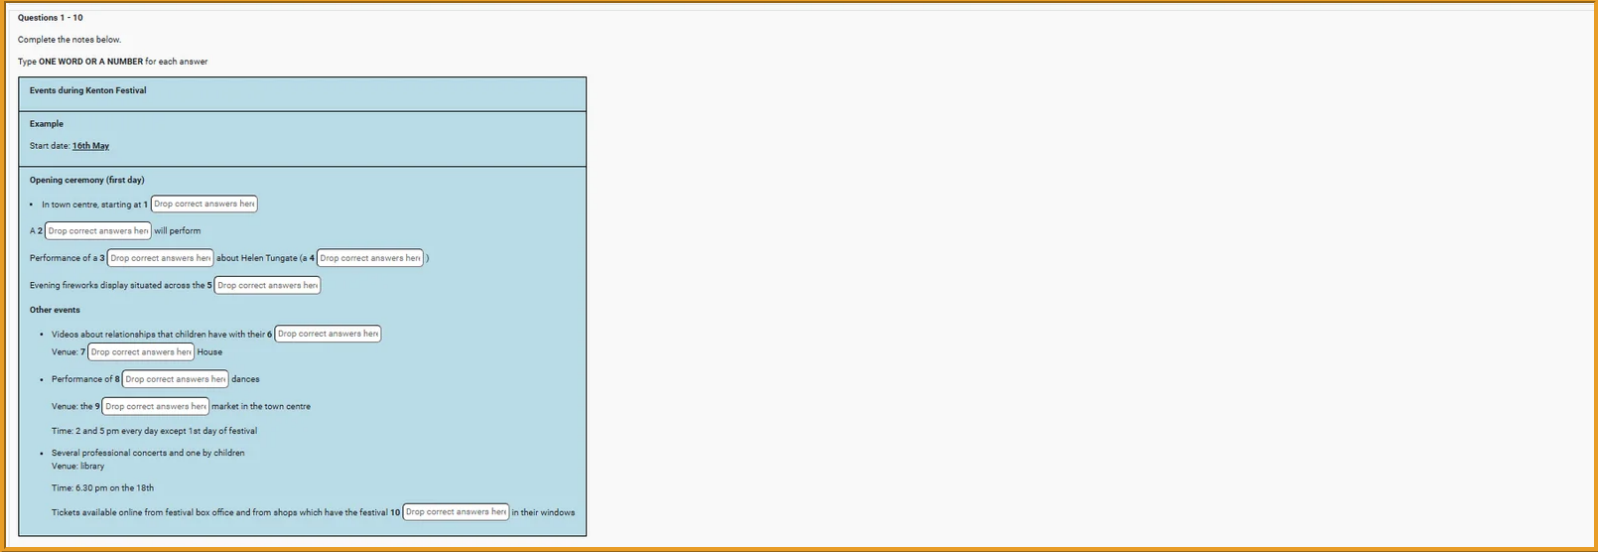 Questions 1 - 10
Complete the notes below.
Type ONE WORD OR A NUMBER for each answer
Events during Kenton Festival
Example
Start date: 16th May
Opening ceremony (first day)
• In town centre, starting at 1 Drop correct answers here
A 2 Drop correct answers here will perform
Performance of a 3 Drop correct answers here about Helen Tungate (a 4 Drop correct answers here )
Evening fireworks display situated across the 5 Drop correct answers here
Other events
• Videos about relationships that children have with their 6 Drop correct answers here
Venue: 7 Drop correct answers here House
• Performance of 8 Drop correct answers here dances
Venue: the 9 Drop correct answers here market in the town centre
Time: 2 and 5 pm every day except 1st day of festival
• Several professional concerts and one by children
Venue: library
Time: 6.30 pm on the 18th
Tickets available online from festival box office and from shops which have the festival 10 Drop correct answers here in their windows